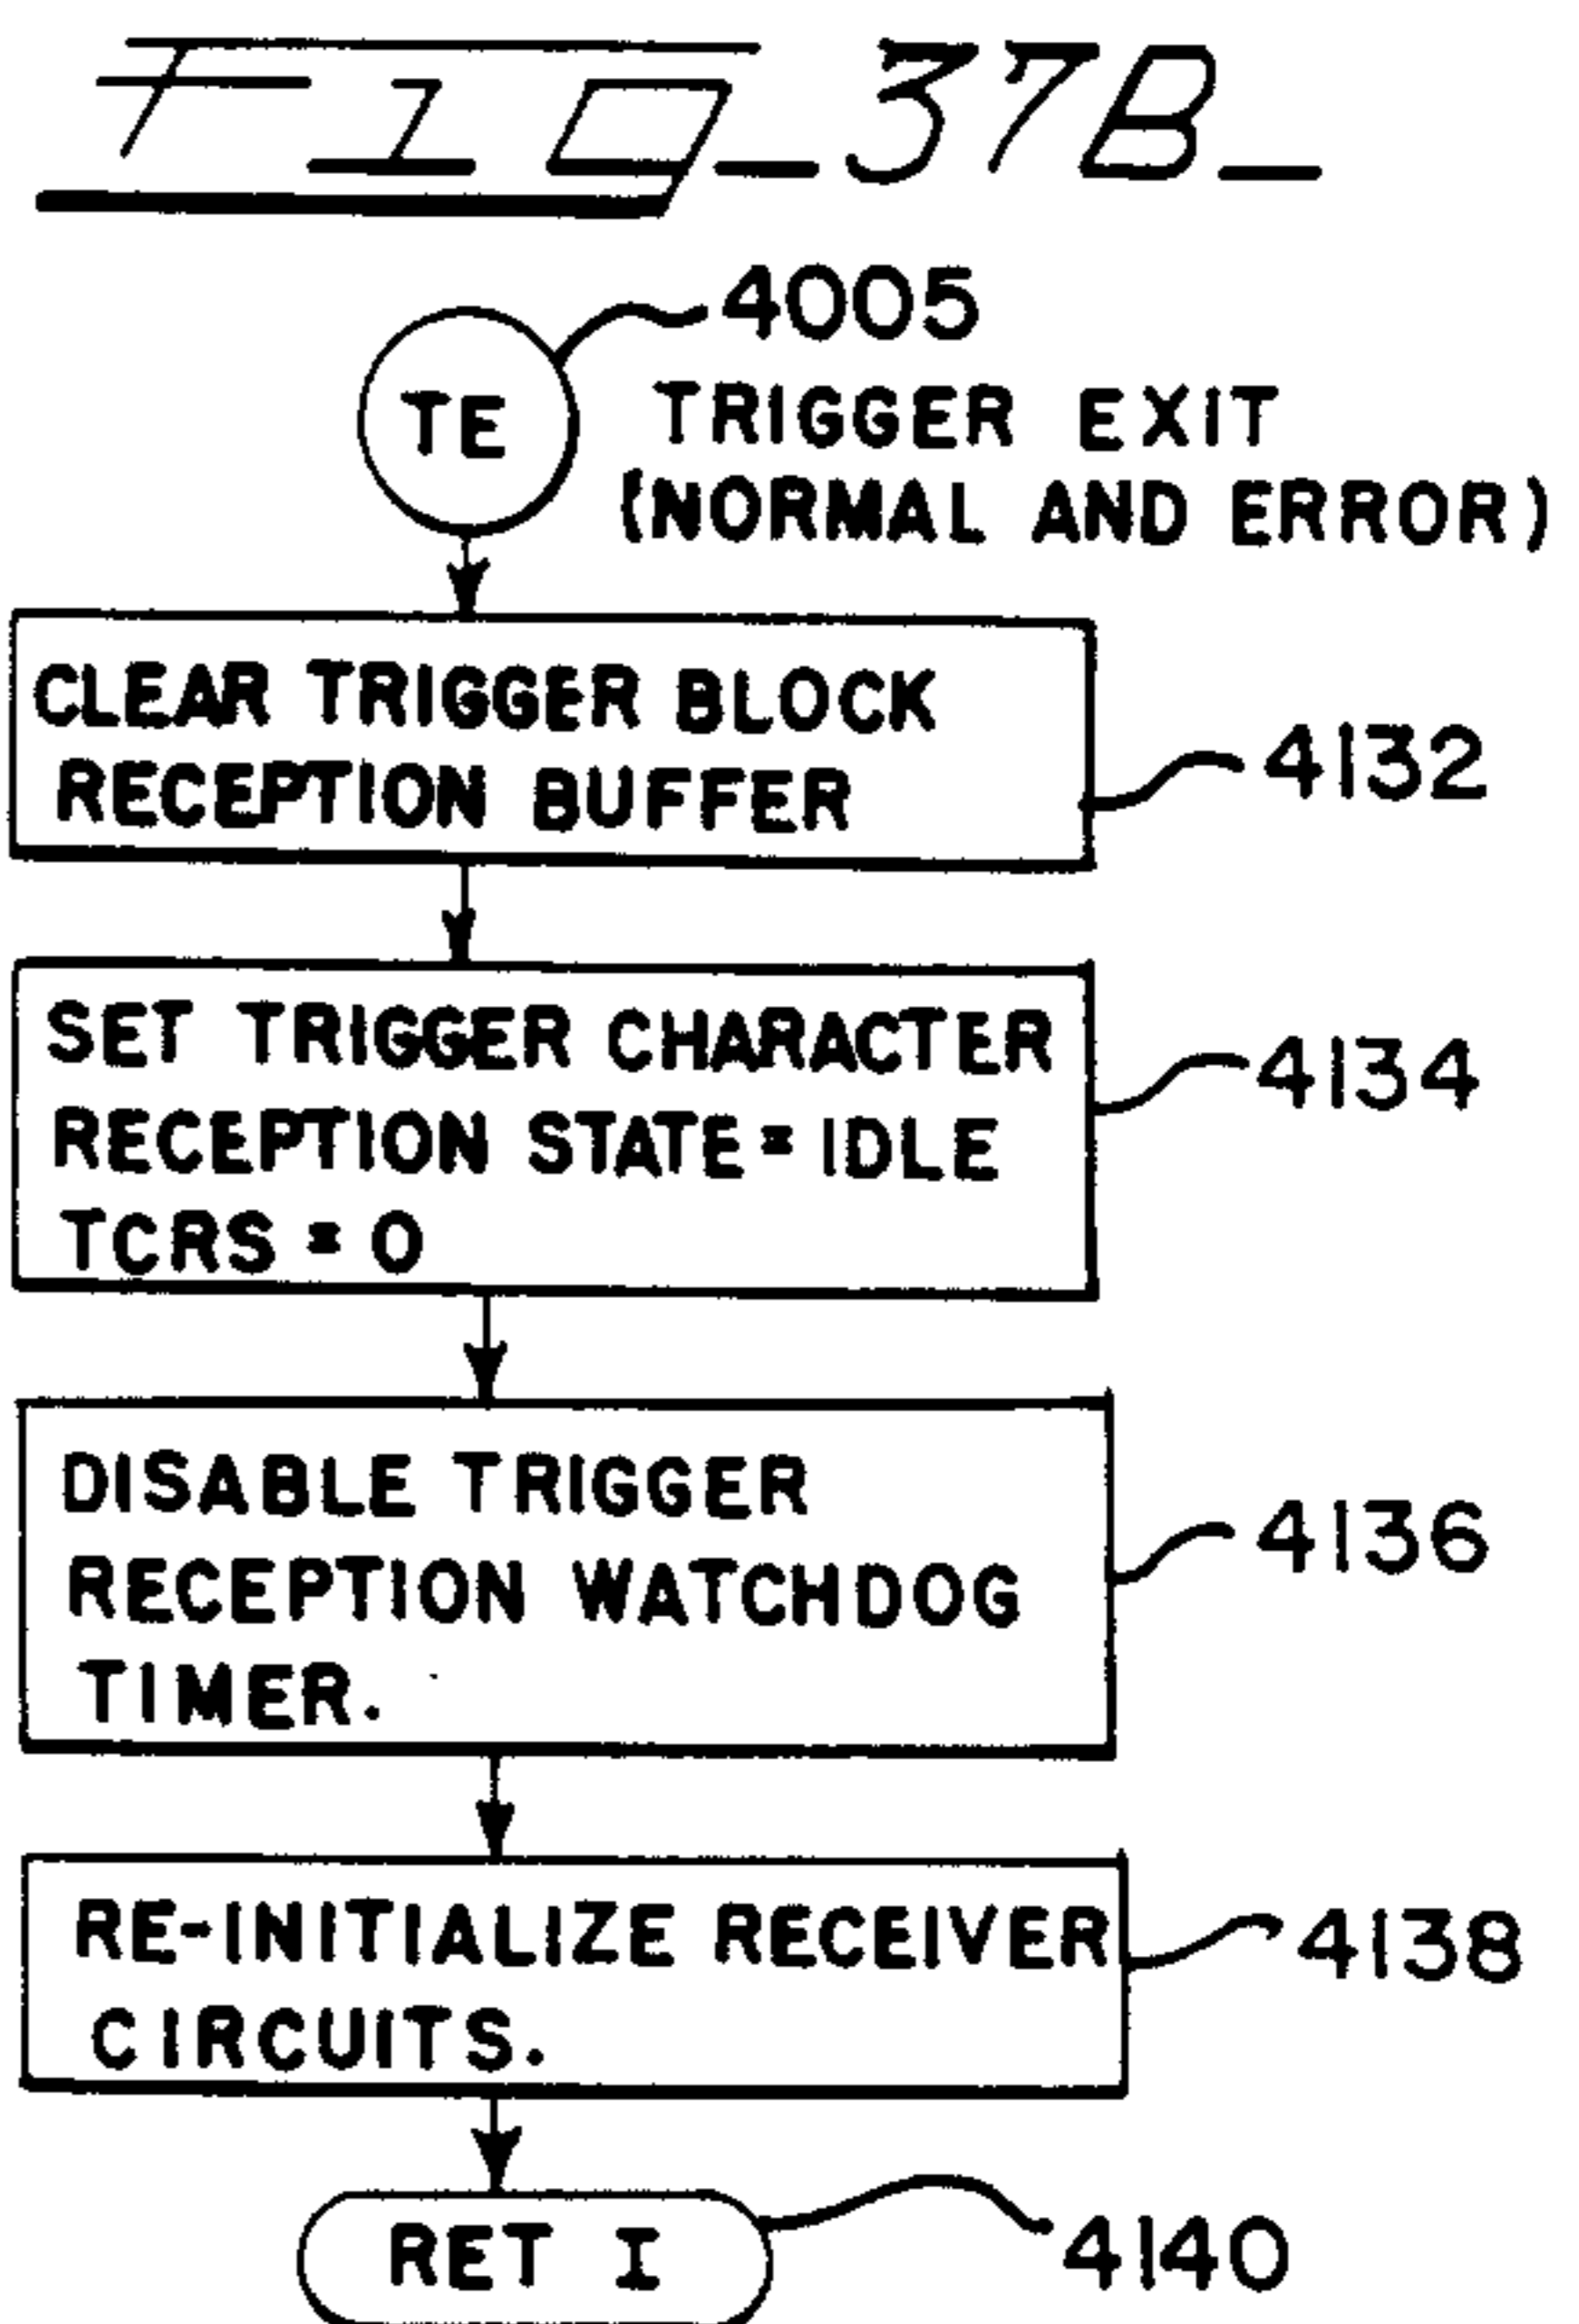 FIG_37B_
4005
TE
TRIGGER EXIT
(NORMAL AND ERROR)
CLEAR TRIGGER BLOCK
RECEPTION BUFFER
4132
SET TRIGGER CHARACTER
RECEPTION STATE = IDLE
TCRS = 0
4134
DISABLE TRIGGER
RECEPTION WATCHDOG
TIMER.
4136
RE-INITIALIZE RECEIVER
CIRCUITS.
4138
RET I
4140